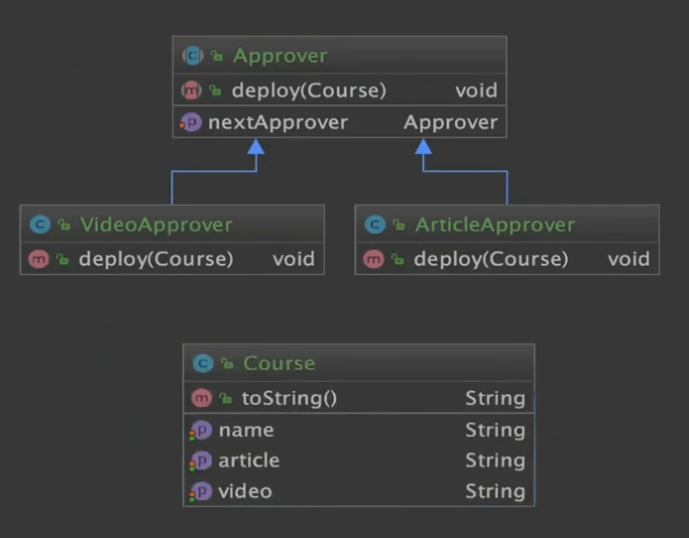 Approver
deploy(Course) void
nextApprover Approver
VideoApprover
deploy(Course) void
ArticleApprover
deploy(Course) void
Course
toString() String
name String
article String
video String